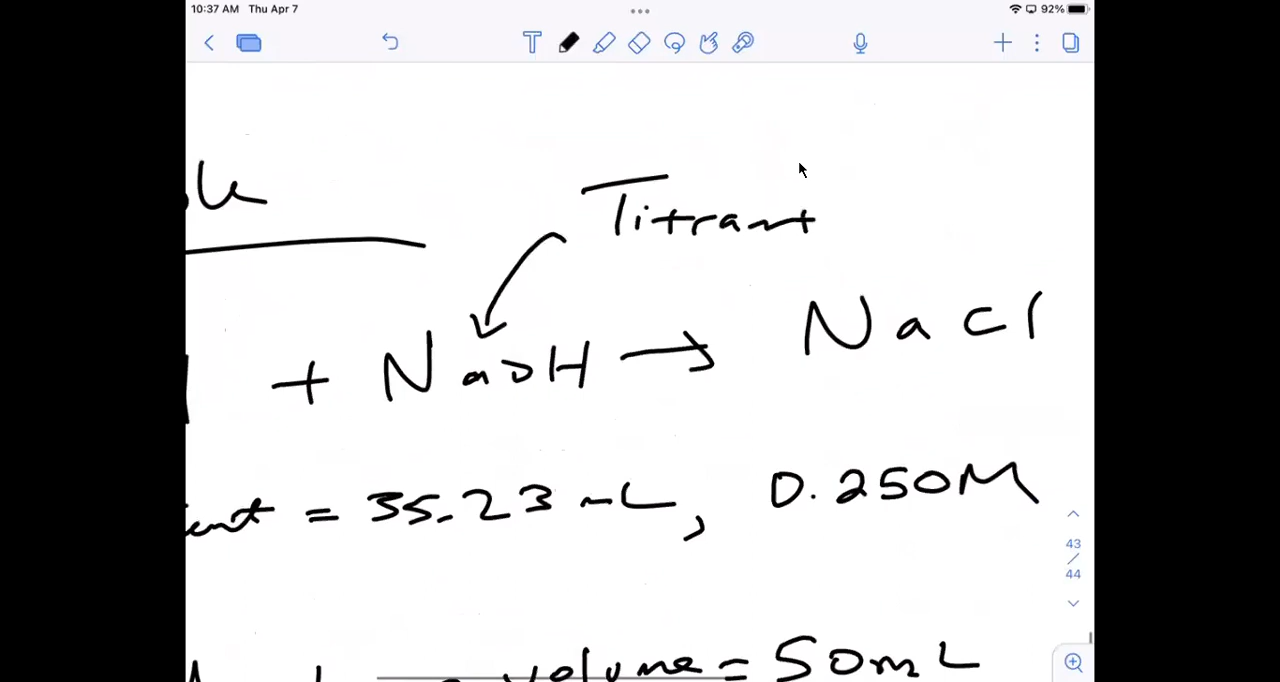 10:37 AM Thu Apr 7
92%
T
Titrant
+ NaOH → NaCl
= 35.23 mL, 0.250M
43
44
volume = 50mL